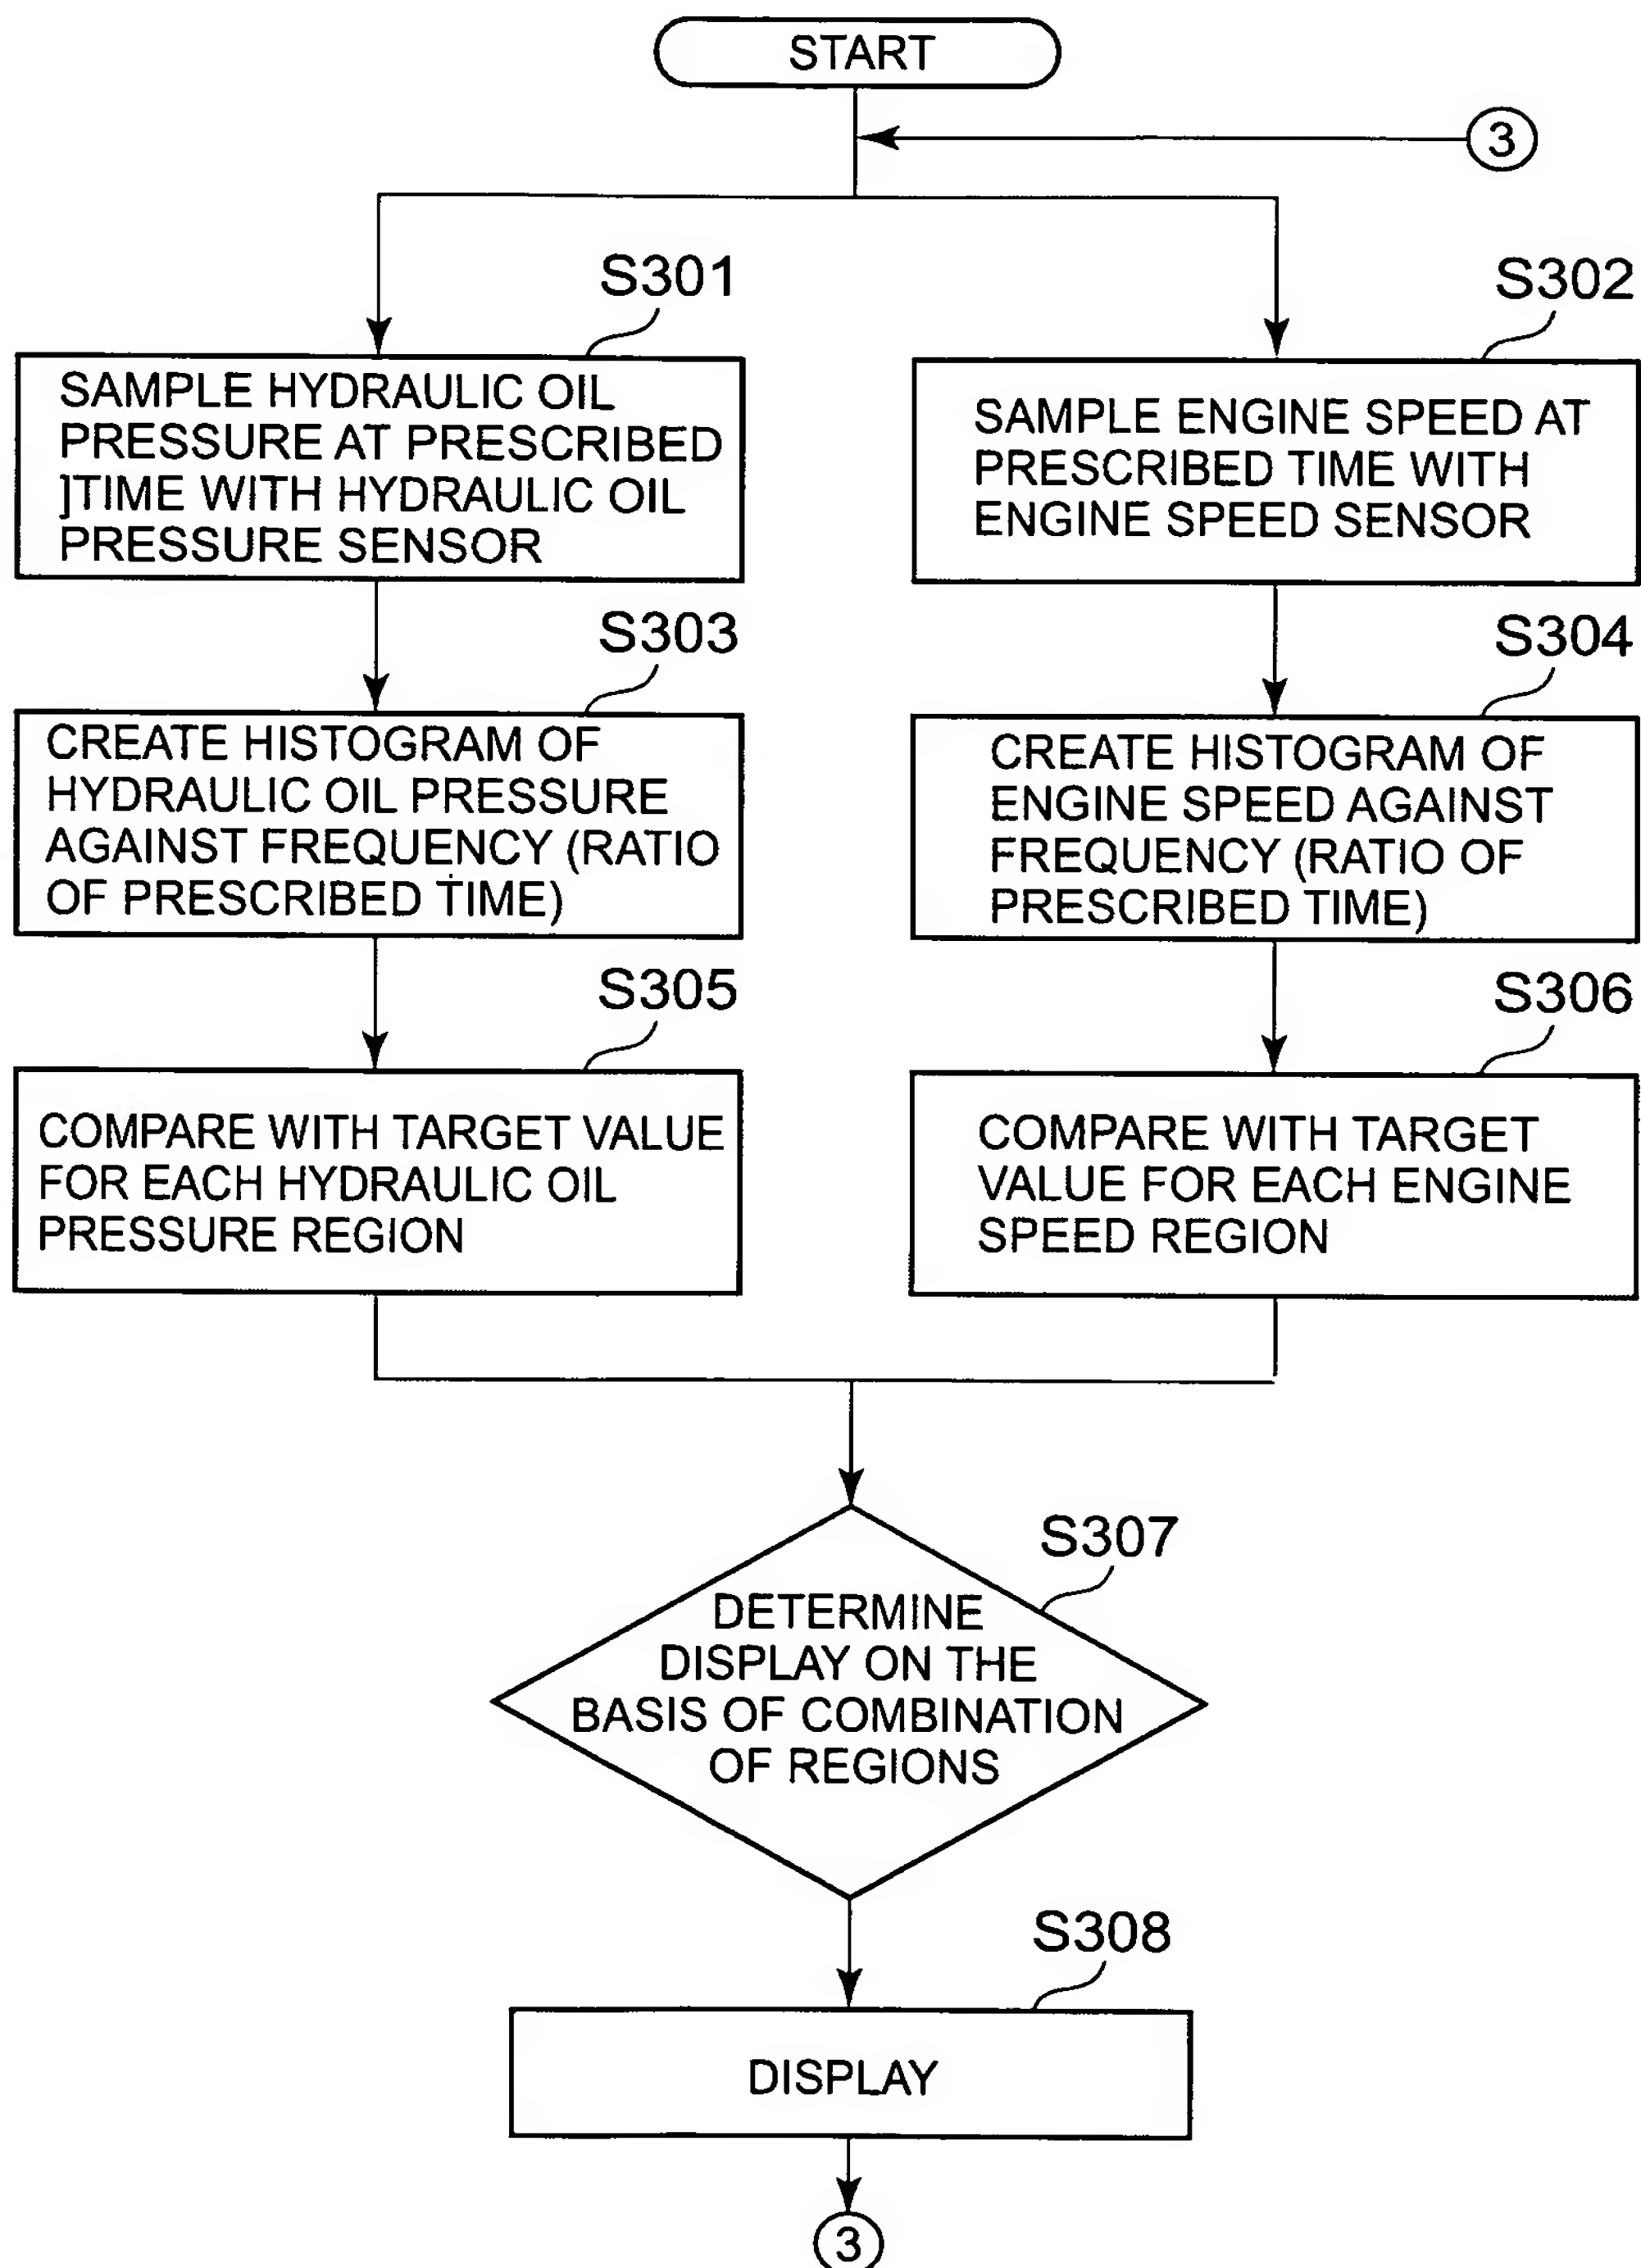 START
3
S301
SAMPLE HYDRAULIC OIL
PRESSURE AT PRESCRIBED
]TIME WITH HYDRAULIC OIL
PRESSURE SENSOR
S302
SAMPLE ENGINE SPEED AT
PRESCRIBED TIME WITH
ENGINE SPEED SENSOR
S303
CREATE HISTOGRAM OF
HYDRAULIC OIL PRESSURE
AGAINST FREQUENCY (RATIO
OF PRESCRIBED TIME)
S304
CREATE HISTOGRAM OF
ENGINE SPEED AGAINST
FREQUENCY (RATIO OF
PRESCRIBED TIME)
S305
COMPARE WITH TARGET VALUE
FOR EACH HYDRAULIC OIL
PRESSURE REGION
S306
COMPARE WITH TARGET
VALUE FOR EACH ENGINE
SPEED REGION
S307
DETERMINE
DISPLAY ON THE
BASIS OF COMBINATION
OF REGIONS
S308
DISPLAY
3